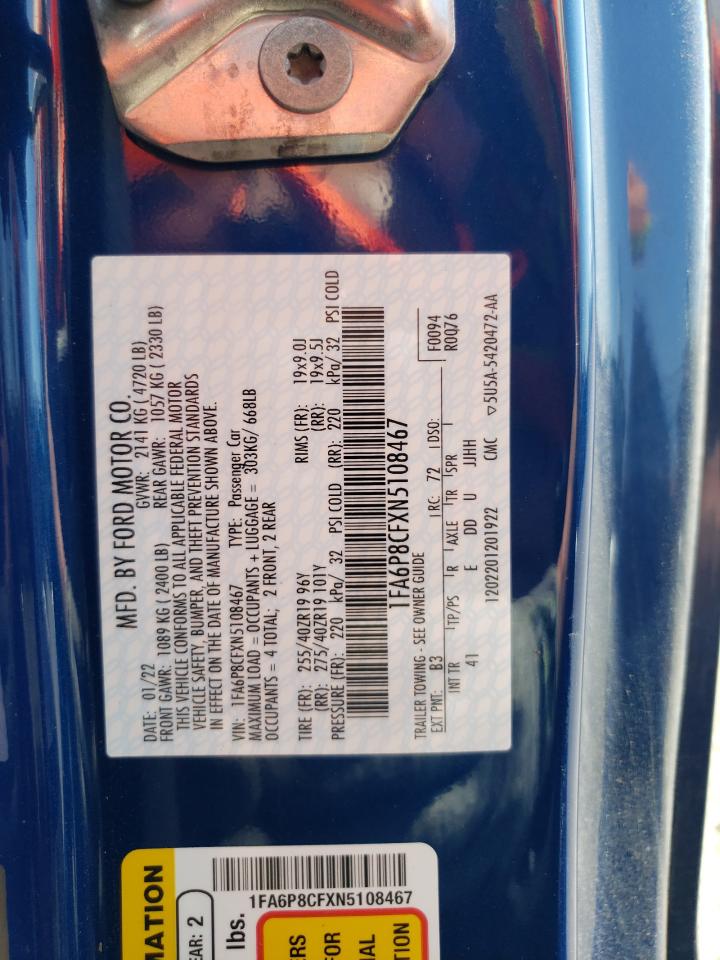 MFD. BY FORD MOTOR CO.
DATE: 01/22 GVWR: 2141 KG ( 4720 LB)
FRONT GAWR: 1089 KG ( 2400 LB) REAR GAWR: 1057 KG ( 2330 LB)
THIS VEHICLE CONFORMS TO ALL APPLICABLE FEDERAL MOTOR
VEHICLE SAFETY, BUMPER, AND THEFT PREVENTION STANDARDS
IN EFFECT ON THE DATE OF MANUFACTURE SHOWN ABOVE.
VIN: 1FA6P8CFXN5108467 TYPE: Passenger Car
MAXIMUM LOAD = OCCUPANTS + LUGGAGE = 303KG/ 668LB
OCCUPANTS = 4 TOTAL; 2 FRONT, 2 REAR
TIRE (FR): 255/40ZR19 96Y RIMS (FR): 19x9.0J
(RR): 275/40ZR19 101Y (RR): 19x9.5J
PRESSURE (FR): 220 kPa/ 32 PSI COLD (RR): 220 kPa/ 32 PSI COLD
1FA6P8CFXN5108467
TRAILER TOWING - SEE OWNER GUIDE
EXT PNT: B3 RC: 72 DSO: F0094
R0076
INT TR TP/PS R AXLE TR SPR
41 E DD U JJHH
1202201201922 CMC ▽5U5A-5420472-AA
MATION
EAR: 2
lbs.
1FA6P8CFXN5108467
ERS
FOR
NAL
TION